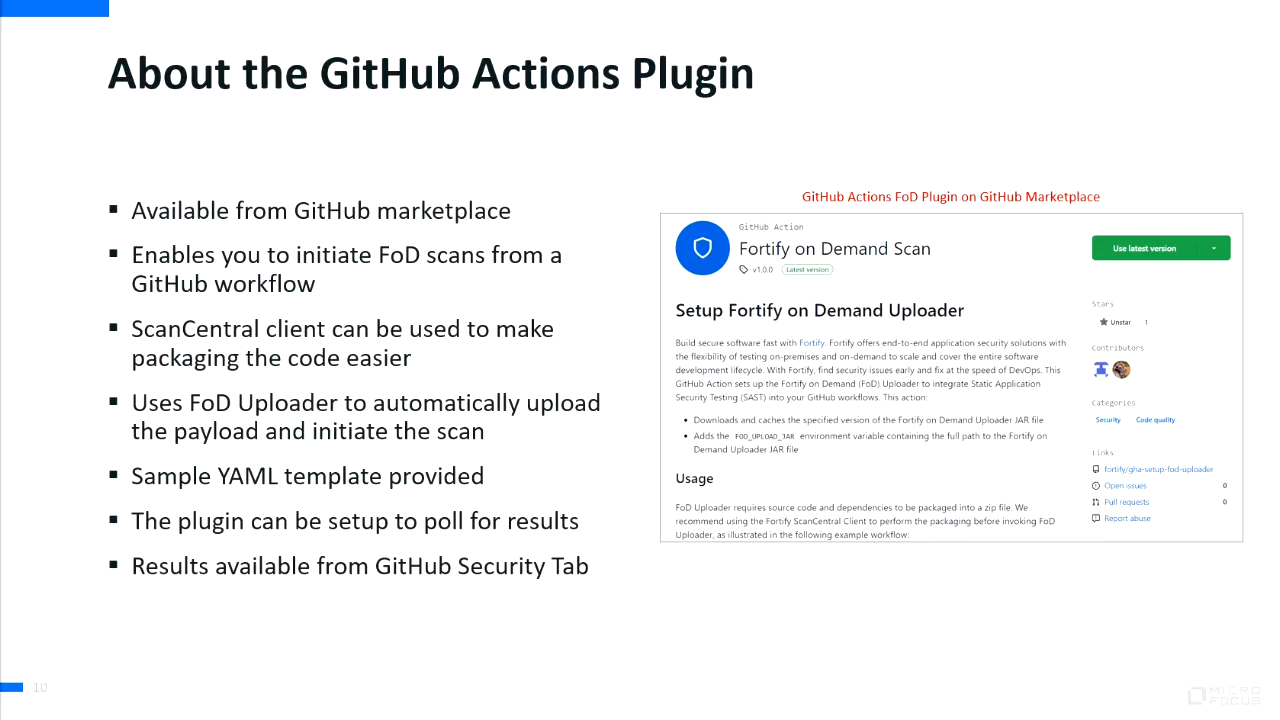 About the GitHub Actions Plugin
▪ Available from GitHub marketplace
▪ Enables you to initiate FoD scans from a
GitHub workflow
▪ ScanCentral client can be used to make
packaging the code easier
▪ Uses FoD Uploader to automatically upload
the payload and initiate the scan
▪ Sample YAML template provided
▪ The plugin can be setup to poll for results
▪ Results available from GitHub Security Tab
GitHub Actions FoD Plugin on GitHub Marketplace
GitHub Action
Fortify on Demand Scan
v1.0.0 Latest version
Use latest version
Setup Fortify on Demand Uploader
Build secure software fast with Fortify. Fortify offers end-to-end application security solutions with
the flexibility of testing on-premises and on-demand to scale and cover the entire software
development lifecycle. With Fortify, find security issues early and fix at the speed of DevOps. This
GitHub Action sets up the Fortify on Demand (FoD) Uploader to integrate Static Application
Security Testing (SAST) into your GitHub workflows. This action:
• Downloads and caches the specified version of the Fortify on Demand Uploader JAR file
• Adds the FOD_UPLOAD_JAR environment variable containing the full path to the Fortify on
Demand Uploader JAR file
Usage
FoD Uploader requires source code and dependencies to be packaged into a zip file. We
recommend using the Fortify ScanCentral Client to perform the packaging before invoking FoD
Uploader, as illustrated in the following example workflow:
Stars
Unstar 1
Contributors
Categories
Security Code quality
Links
fortify/gha-setup-fod-uploader
Open issues 0
Pull requests 0
Report abuse
10
MICRO
FOCUS